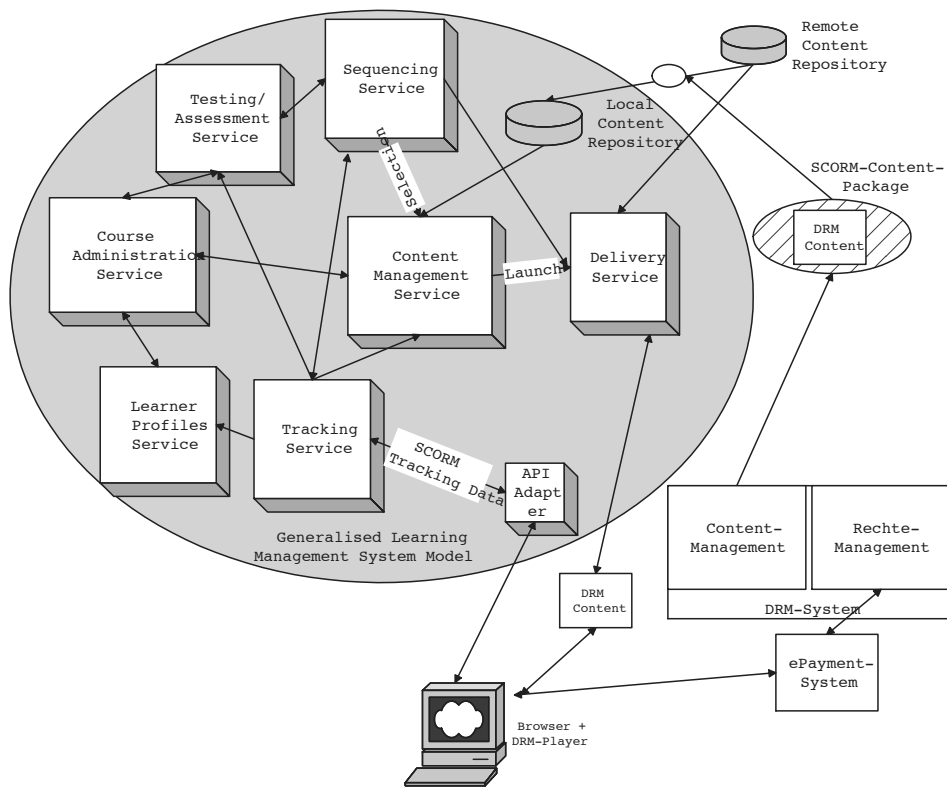 Remote
Content
Repository
Sequencing
Service
Testing/
Assessment
Service
Local
Content
Repository
Selection
SCORM-Content-
Package
DRM
Content
Course
Administration
Service
Content
Management
Service
Launch
Delivery
Service
Learner
Profiles
Service
Tracking
Service
SCORM
Tracking Data
API
Adapt
er
Generalised Learning
Management System Model
Content-
Management
Rechte-
Management
DRM-System
DRM
Content
ePayment-
System
Browser +
DRM-Player